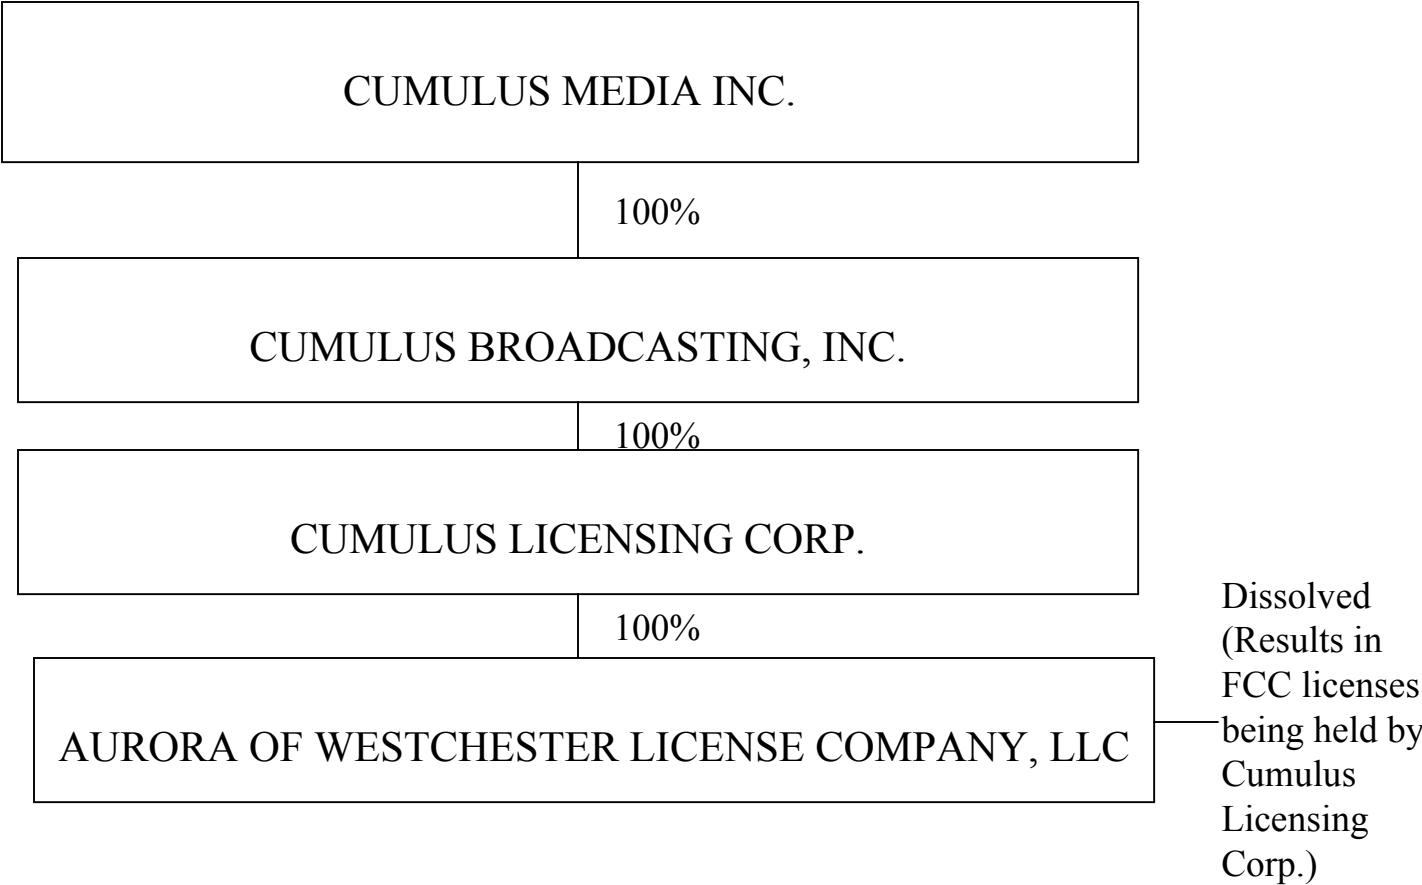 CUMULUS MEDIA INC.
100%
CUMULUS BROADCASTING, INC.
100%
CUMULUS LICENSING CORP.
100%
AURORA OF WESTCHESTER LICENSE COMPANY, LLC
Dissolved
(Results in
FCC licenses
being held by
Cumulus
Licensing
Corp.)